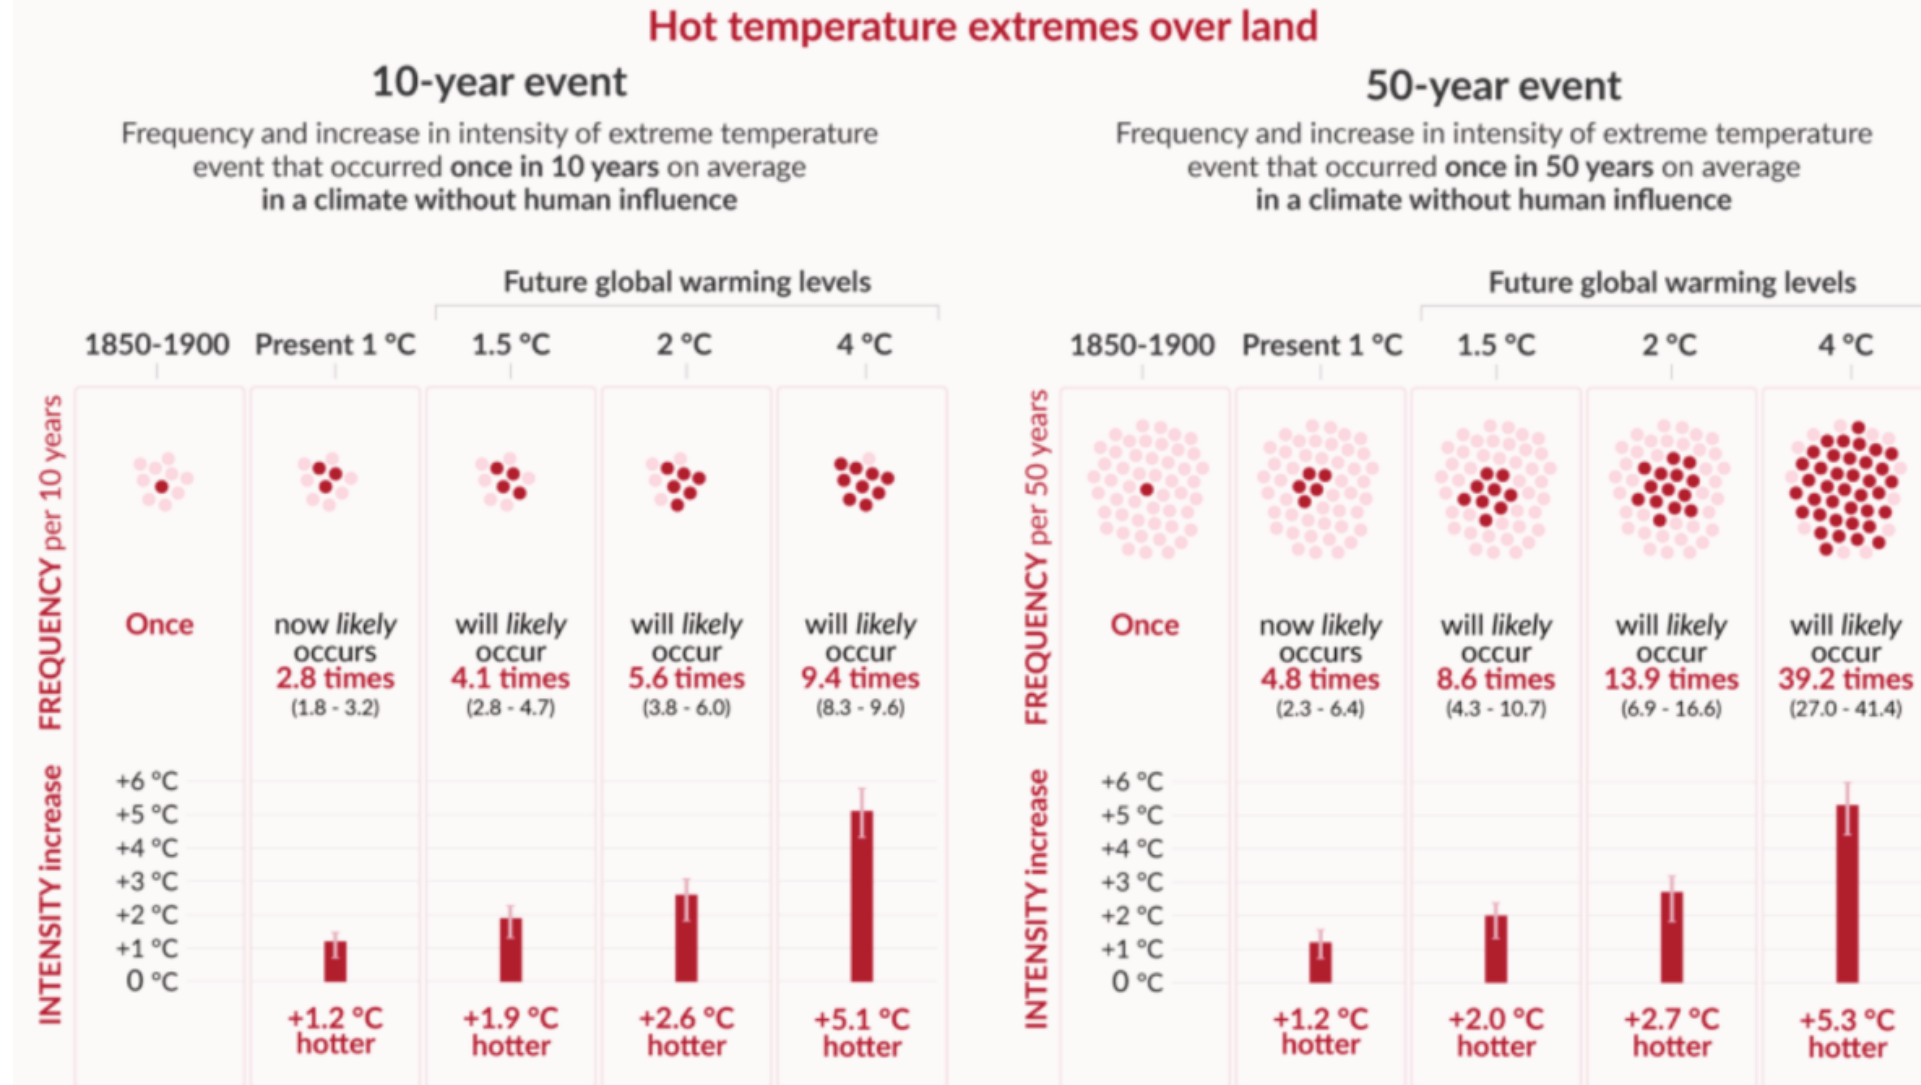 Hot temperature extremes over land
10-year event
Frequency and increase in intensity of extreme temperature
event that occurred once in 10 years on average
in a climate without human influence
Future global warming levels
1850-1900 Present 1 °C 1.5 °C 2 °C 4 °C
FREQUENCY per 10 years
Once
now likely
occurs
2.8 times
(1.8 - 3.2)
will likely
occur
4.1 times
(2.8 - 4.7)
will likely
occur
5.6 times
(3.8 - 6.0)
will likely
occur
9.4 times
(8.3 - 9.6)
INTENSITY increase
+6 °C
+5 °C
+4 °C
+3 °C
+2 °C
+1 °C
0 °C
+1.2 °C
hotter
+1.9 °C
hotter
+2.6 °C
hotter
+5.1 °C
hotter
50-year event
Frequency and increase in intensity of extreme temperature
event that occurred once in 50 years on average
in a climate without human influence
Future global warming levels
1850-1900 Present 1 °C 1.5 °C 2 °C 4 °C
FREQUENCY per 50 years
Once
now likely
occurs
4.8 times
(2.3 - 6.4)
will likely
occur
8.6 times
(4.3 - 10.7)
will likely
occur
13.9 times
(6.9 - 16.6)
will likely
occur
39.2 times
(27.0 - 41.4)
INTENSITY increase
+6 °C
+5 °C
+4 °C
+3 °C
+2 °C
+1 °C
0 °C
+1.2 °C
hotter
+2.0 °C
hotter
+2.7 °C
hotter
+5.3 °C
hotter